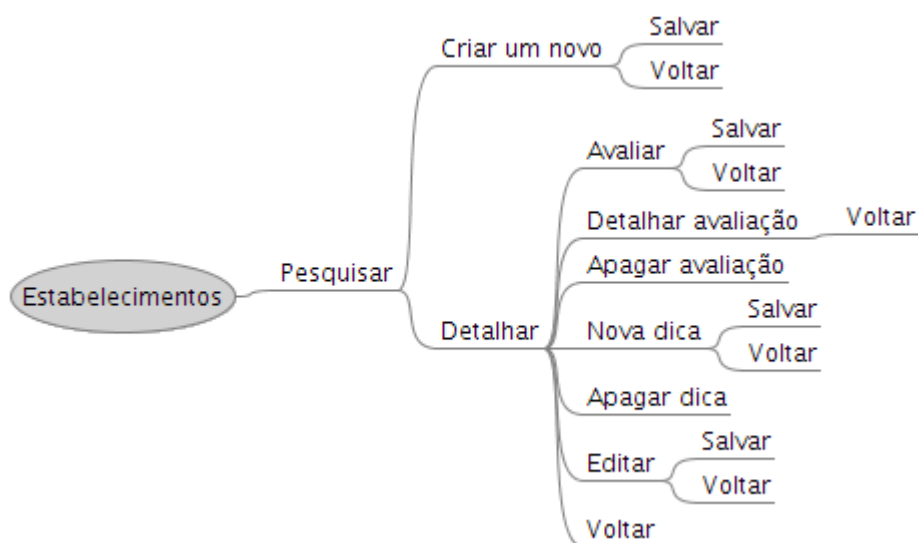 Estabelecimentos
Pesquisar
Criar um novo
Salvar
Voltar
Detalhar
Avaliar
Salvar
Voltar
Detalhar avaliação
Voltar
Apagar avaliação
Nova dica
Salvar
Voltar
Apagar dica
Editar
Salvar
Voltar
Voltar